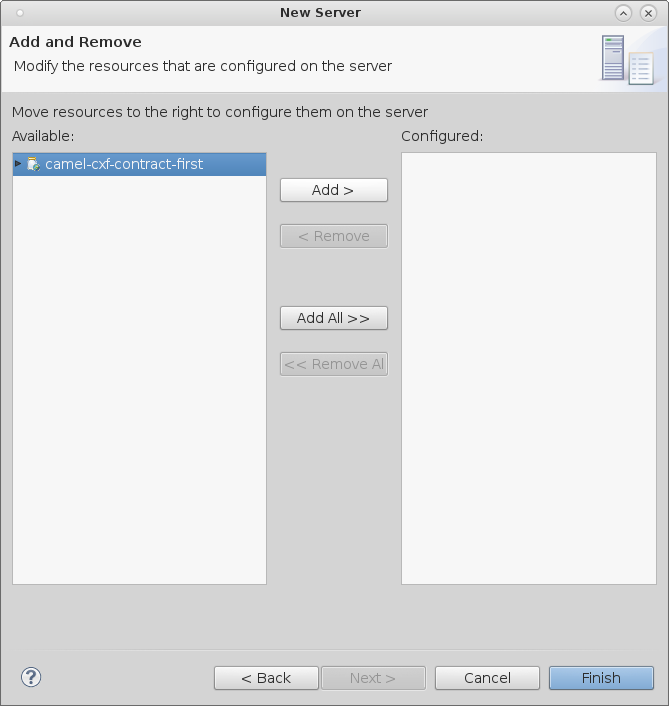 New Server
Add and Remove
Modify the resources that are configured on the server
Move resources to the right to configure them on the server
Available:
Configured:
camel-cxf-contract-first
Add >
< Remove
Add All >>
<< Remove Al
?
< Back
Next >
Cancel
Finish